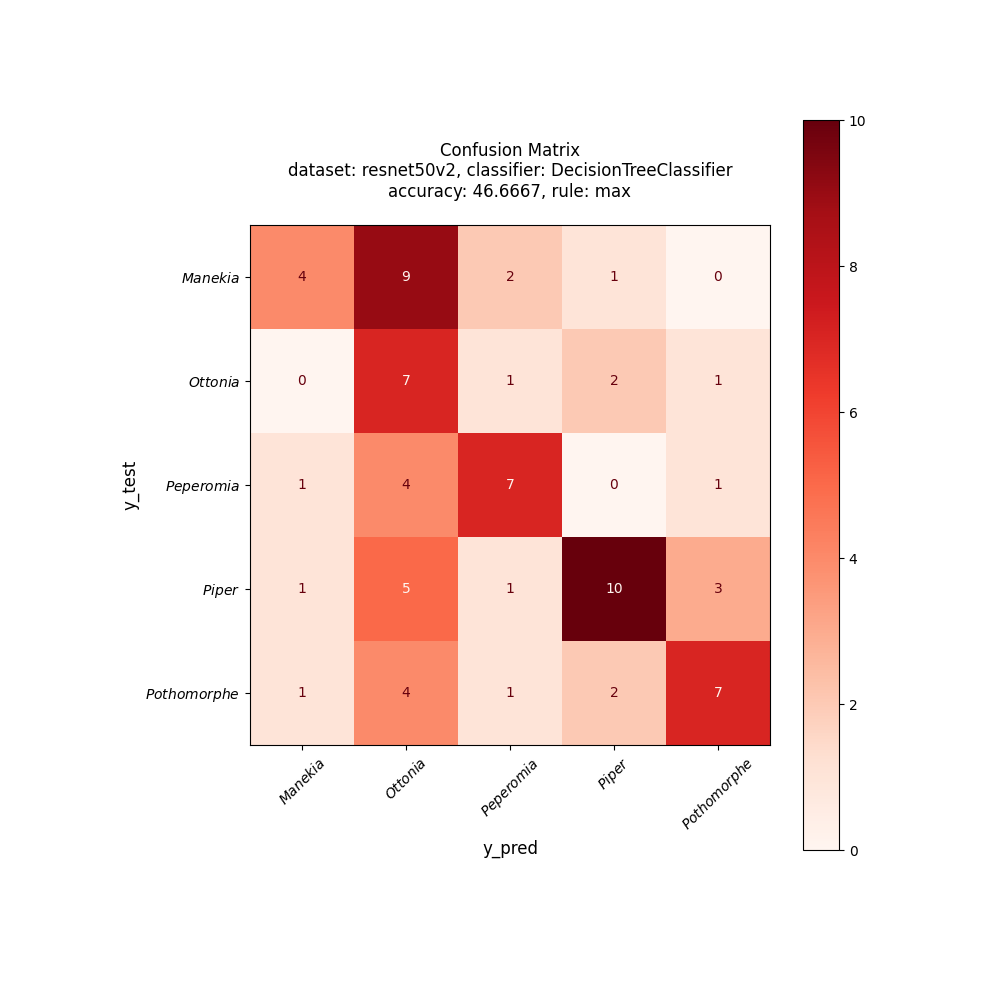 Confusion Matrix
dataset: resnet50v2, classifier: DecisionTreeClassifier
accuracy: 46.6667, rule: max
10
8
6
4
2
0
y_test
Manekia 4 9 2 1 0
Ottonia 0 7 1 2 1
Peperomia 1 4 7 0 1
Piper 1 5 1 10 3
Pothomorphe 1 4 1 2 7
Manekia Ottonia Peperomia Piper Pothomorphe
y_pred